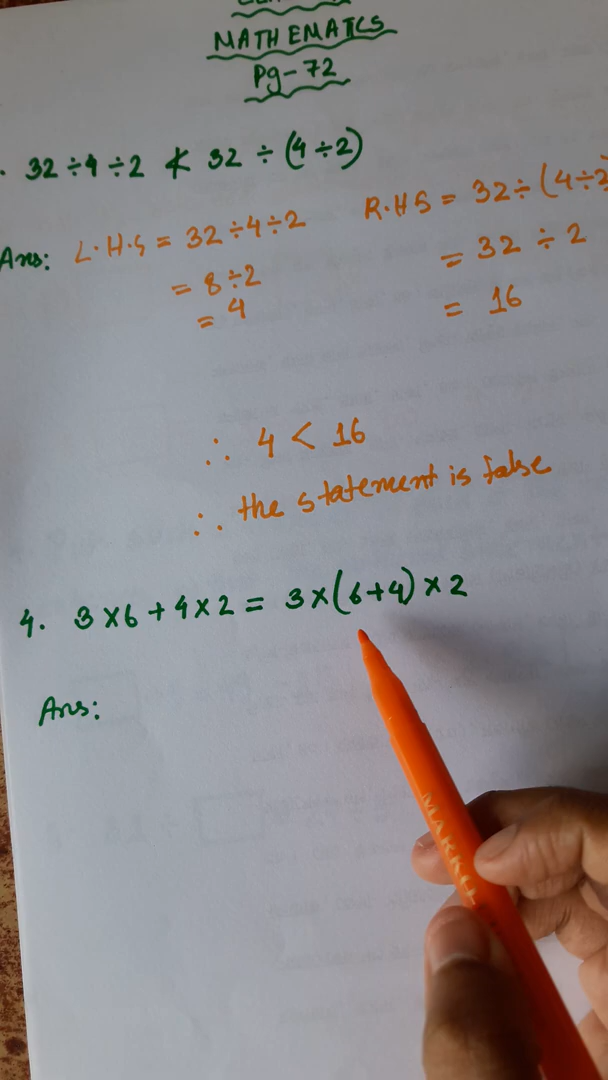 MATHEMATICS
Pg-72
. 32÷4÷2 ≮ 32÷(4÷2)
Ans: L.H.S = 32÷4÷2
= 8÷2
= 4
R.H.S = 32÷(4÷2
= 32÷2
= 16
∴ 4 < 16
∴ the statement is false
4. 3×6+4×2 = 3×(6+4)×2
Ans: